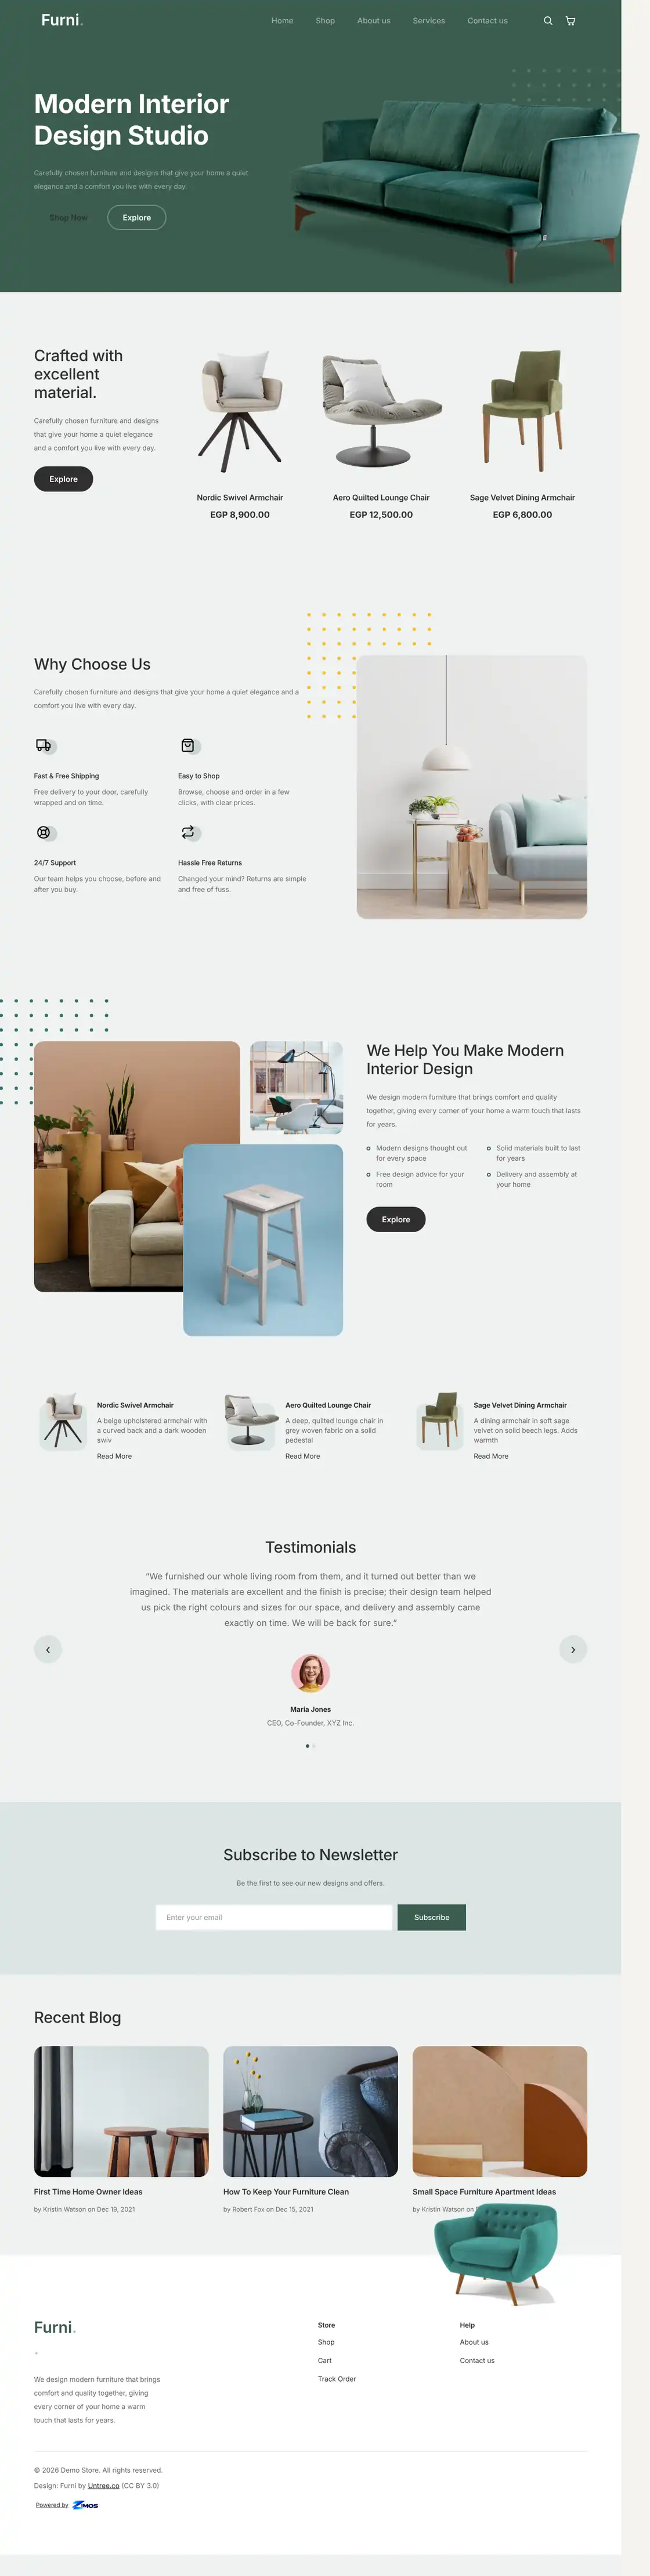 Furni.
Home Shop About us Services Contact us
Modern Interior
Design Studio
Carefully chosen furniture and designs that give your home a quiet
elegance and a comfort you live with every day.
Shop Now Explore
Crafted with
excellent
material.
Carefully chosen furniture and designs
that give your home a quiet elegance
and a comfort you live with every day.
Explore
Nordic Swivel Armchair
EGP 8,900.00
Aero Quilted Lounge Chair
EGP 12,500.00
Sage Velvet Dining Armchair
EGP 6,800.00
Why Choose Us
Carefully chosen furniture and designs that give your home a quiet elegance and a
comfort you live with every day.
Fast & Free Shipping
Free delivery to your door, carefully
wrapped and on time.
Easy to Shop
Browse, choose and order in a few
clicks, with clear prices.
24/7 Support
Our team helps you choose, before and
after you buy.
Hassle Free Returns
Changed your mind? Returns are simple
and free of fuss.
We Help You Make Modern
Interior Design
We design modern furniture that brings comfort and quality
together, giving every corner of your home a warm touch that lasts
for years.
Modern designs thought out
for every space
Solid materials built to last
for years
Free design advice for your
room
Delivery and assembly at
your home
Explore
Nordic Swivel Armchair
A beige upholstered armchair with
a curved back and a dark wooden
swiv
Read More
Aero Quilted Lounge Chair
A deep, quilted lounge chair in
grey woven fabric on a solid
pedestal
Read More
Sage Velvet Dining Armchair
A dining armchair in soft sage
velvet on solid beech legs. Adds
warmth
Read More
Testimonials
"We furnished our whole living room from them, and it turned out better than we
imagined. The materials are excellent and the finish is precise; their design team helped
us pick the right colours and sizes for our space, and delivery and assembly came
exactly on time. We will be back for sure."
‹ ›
Maria Jones
CEO, Co-Founder, XYZ Inc.
Subscribe to Newsletter
Be the first to see our new designs and offers.
Enter your email Subscribe
Recent Blog
First Time Home Owner Ideas
by Kristin Watson on Dec 19, 2021
How To Keep Your Furniture Clean
by Robert Fox on Dec 15, 2021
Small Space Furniture Apartment Ideas
by Kristin Watson on
Furni.
We design modern furniture that brings
comfort and quality together, giving
every corner of your home a warm
touch that lasts for years.
Store
Shop
Cart
Track Order
Help
About us
Contact us
© 2026 Demo Store. All rights reserved.
Design: Furni by Untree.co (CC BY 3.0)
Powered by ZIMOS